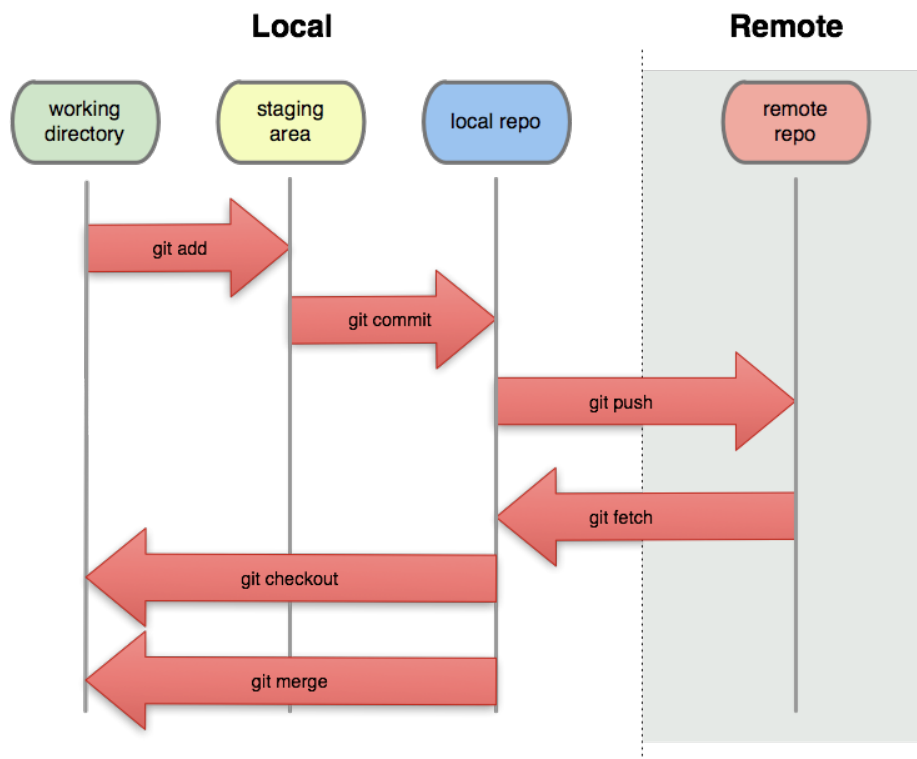 Local
Remote
working
directory
staging
area
local repo
remote
repo
git add
git commit
git push
git fetch
git checkout
git merge